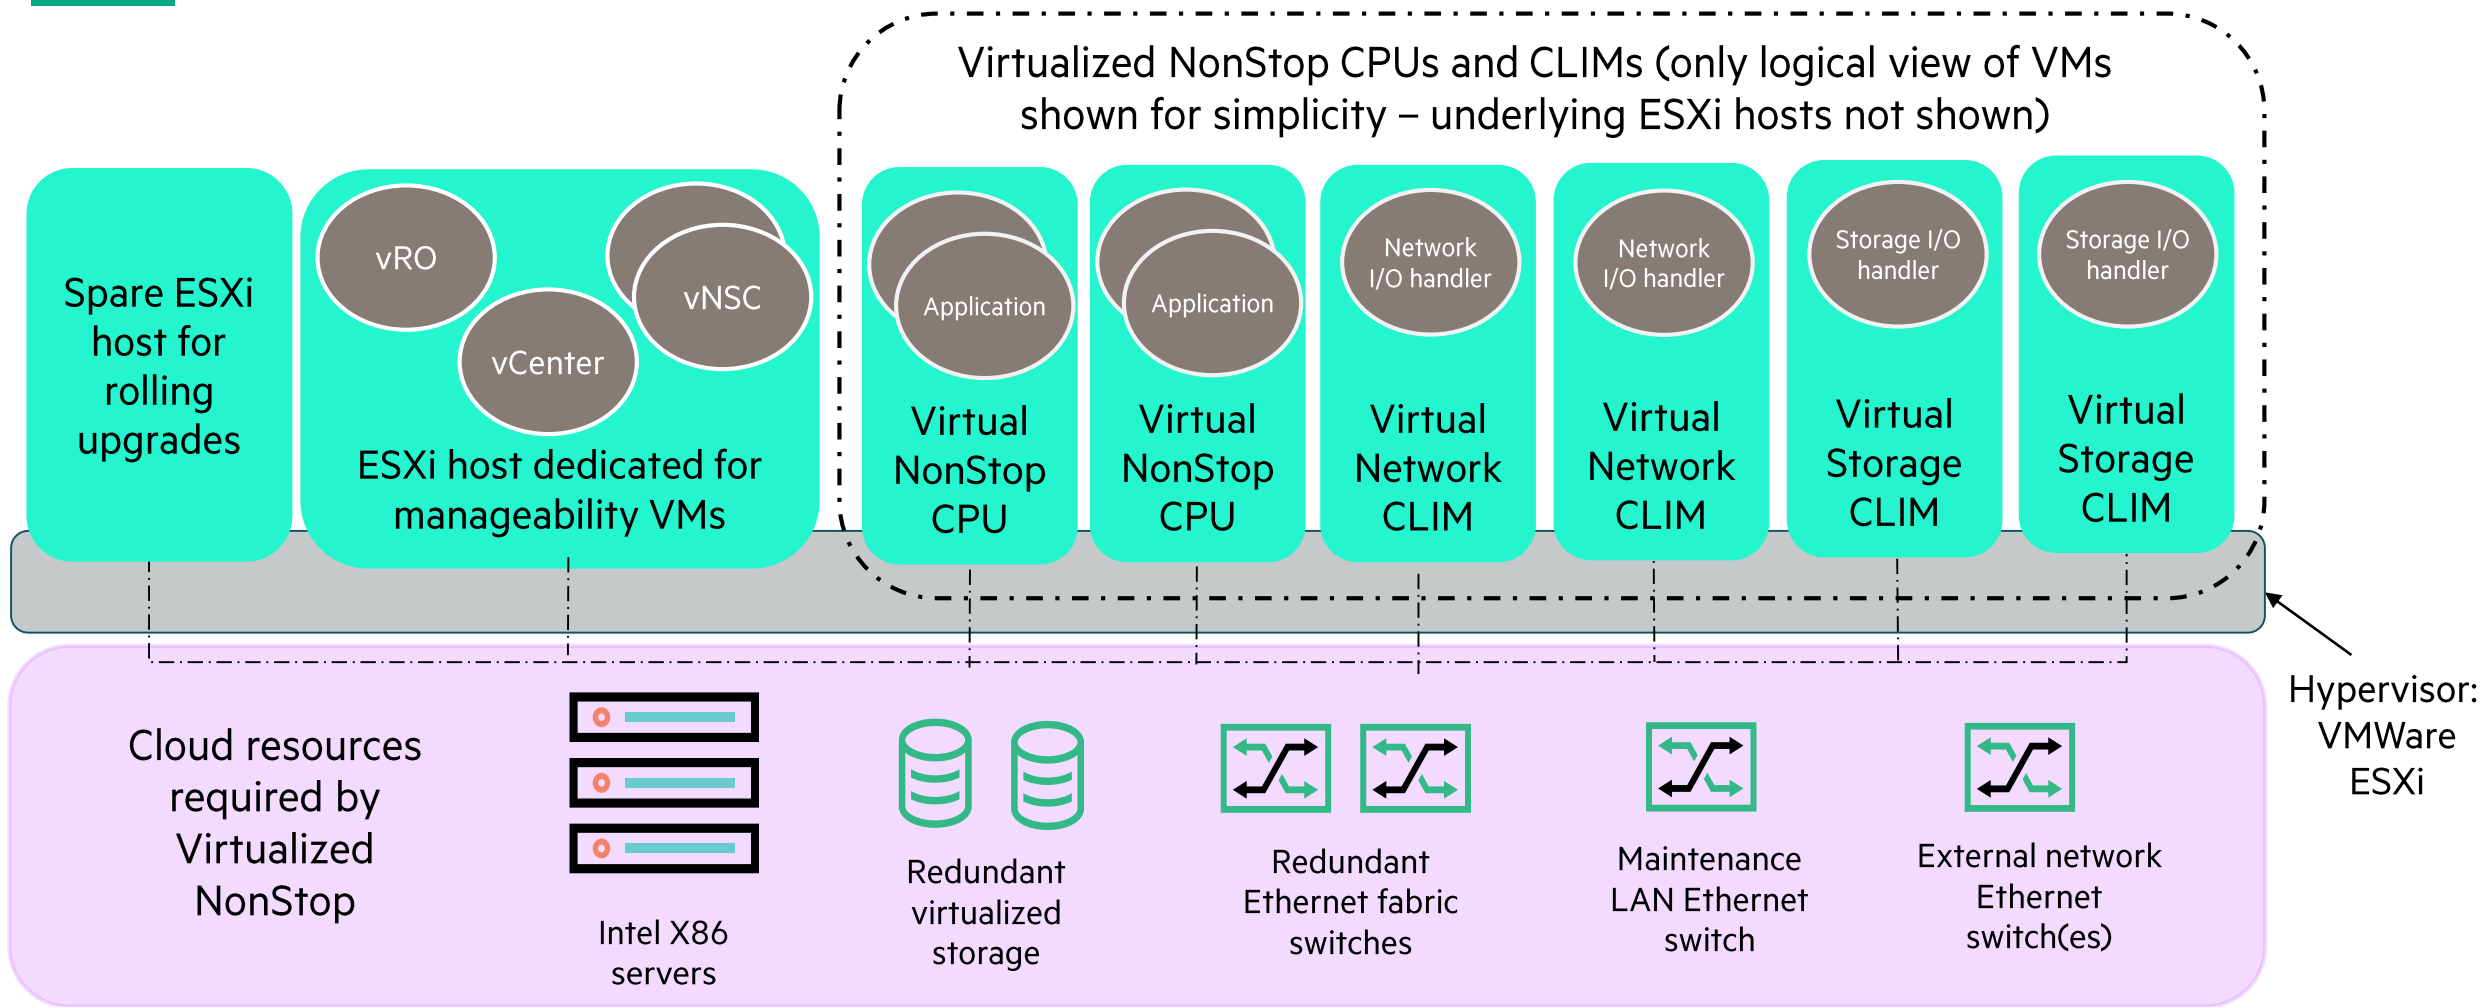 Virtualized NonStop CPUs and CLIMs (only logical view of VMs
shown for simplicity – underlying ESXi hosts not shown)
Spare ESXi
host for
rolling
upgrades
vRO
vCenter
vNSC
ESXi host dedicated for
manageability VMs
Application
Virtual
NonStop
CPU
Application
Virtual
NonStop
CPU
Network
I/O handler
Virtual
Network
CLIM
Network
I/O handler
Virtual
Network
CLIM
Storage I/O
handler
Virtual
Storage
CLIM
Storage I/O
handler
Virtual
Storage
CLIM
Hypervisor:
VMWare
ESXi
Cloud resources
required by
Virtualized
NonStop
Intel X86
servers
Redundant
virtualized
storage
Redundant
Ethernet fabric
switches
Maintenance
LAN Ethernet
switch
External network
Ethernet
switch(es)